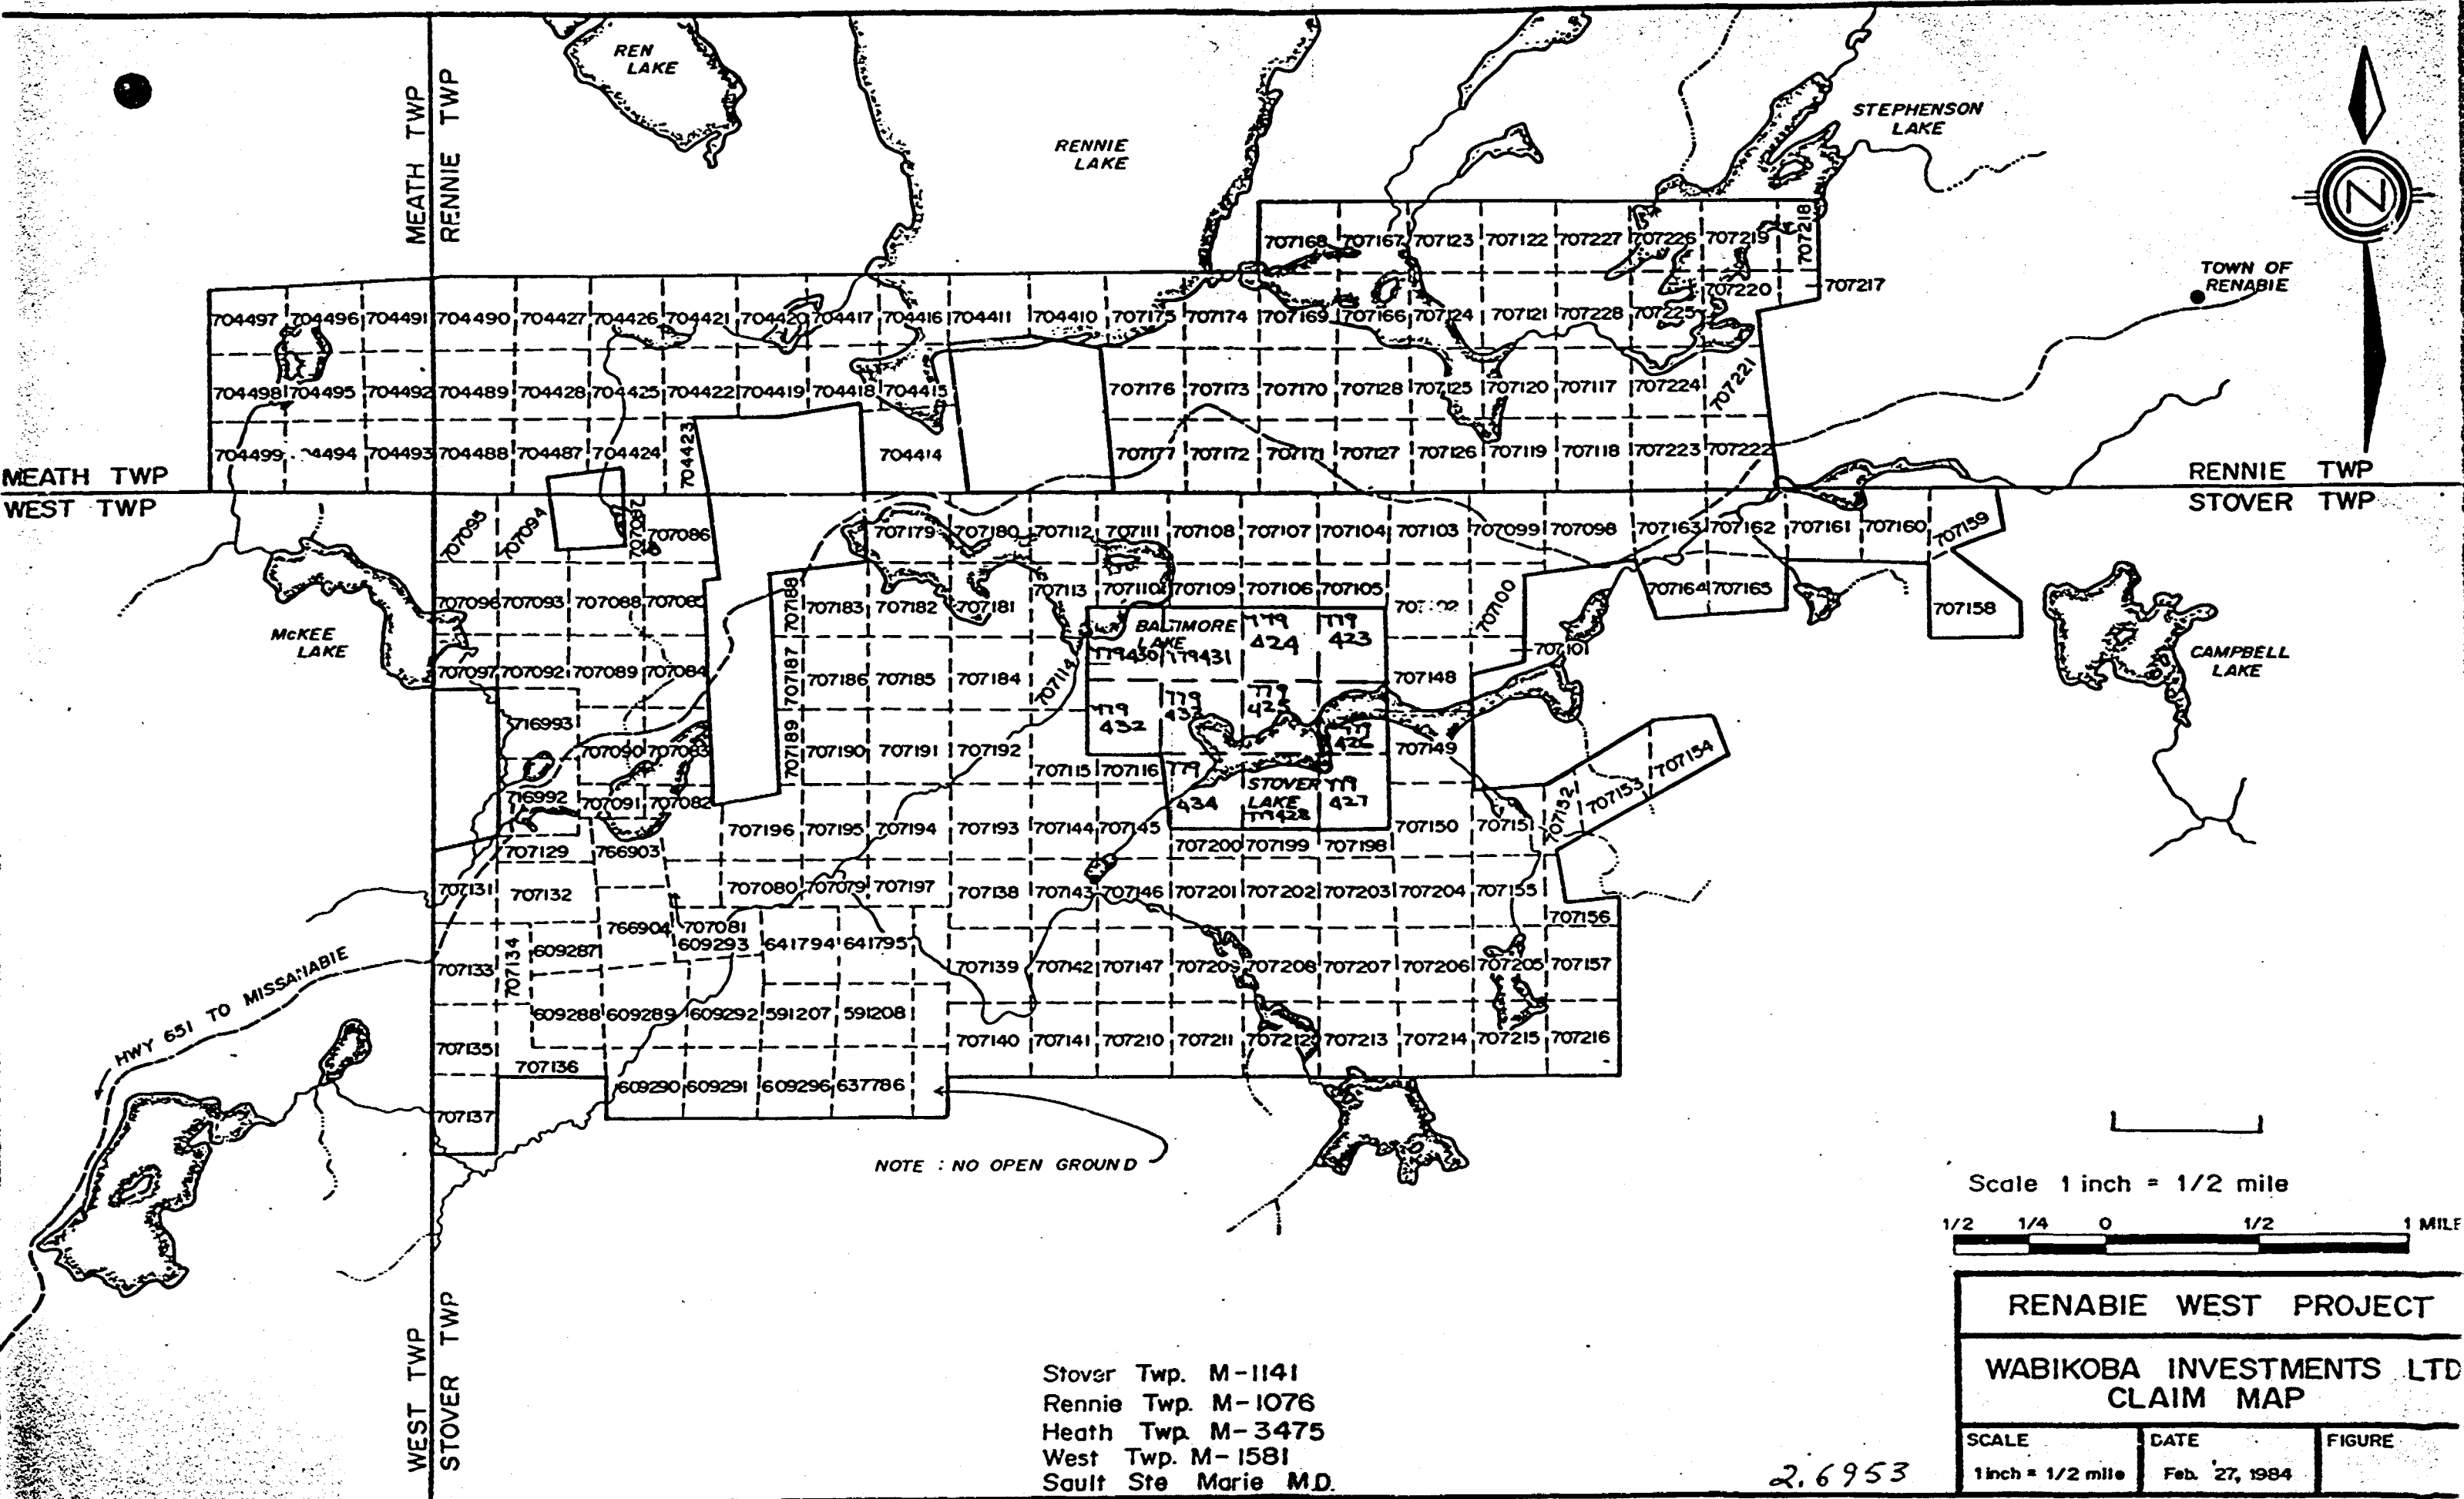 REN
LAKE
MEATH TWP
RENNIE TWP
RENNIE
LAKE
STEPHENSON
LAKE
N
TOWN OF
RENABIE
707168 707167 707123 707122 707227 707226 707219 707218
707220 707217
704497 704496 704491 704490 704427 704426 704421 704420 704417 704416 704411 704410 707175 707174 707169 707166 707124 707121 707228 707225
704498 704495 704492 704489 704428 704425 704422 704419 704418 704415 707176 707173 707170 707128 707125 707120 707117 707224 707221
704499 4494 704493 704488 704487 704424 704423 704414 707177 707172 707171 707127 707126 707119 707118 707223 707222
MEATH TWP
WEST TWP
RENNIE TWP
STOVER TWP
707095 707094 707087 707086 707179 707180 707112 707111 707108 707107 707104 707103 707099 707098 707163 707162 707161 707160 707159
707096 707093 707088 707085 707188 707183 707182 707181 707113 707110 707109 707106 707105 707100 707164 707165 707158
McKEE
LAKE
BALTIMORE
LAKE
779
424
779
423
779430 779431
707101
CAMPBELL
LAKE
707097 707092 707089 707084 707187 707186 707185 707184 707114 707148
716993
779
432
779
425
779
426
707090 707083 707189 707190 707191 707192 707149
707115 707116 779
434
STOVER
LAKE
779428
779
427
707154
707153
707152
716992 707091 707082
707196 707195 707194 707193 707144 707145 707150 707151
707129 766903 707200 707199 707198
707131 707132 707080 707079 707197 707138 707143 707146 707201 707202 707203 707204 707155
707156
766904 707081
609287 609293 641794 641795
707133 707134 707139 707142 707147 707209 707208 707207 707206 707205 707157
HWY 651 TO MISSANABIE
609288 609289 609292 591207 591208
707135 707136 707140 707141 707210 707211 707212 707213 707214 707215 707216
609290 609291 609296 637786
707137
NOTE : NO OPEN GROUND
Scale 1 inch = 1/2 mile
1/2 1/4 0 1/2 1 MILE
RENABIE WEST PROJECT
WABIKOBA INVESTMENTS LTD
CLAIM MAP
SCALE
1 inch = 1/2 mile
DATE
Feb. 27, 1984
FIGURE
WEST TWP
STOVER TWP
Stover Twp. M-1141
Rennie Twp. M-1076
Heath Twp. M-3475
West Twp. M-1581
Sault Ste Marie M.D.
2.6953